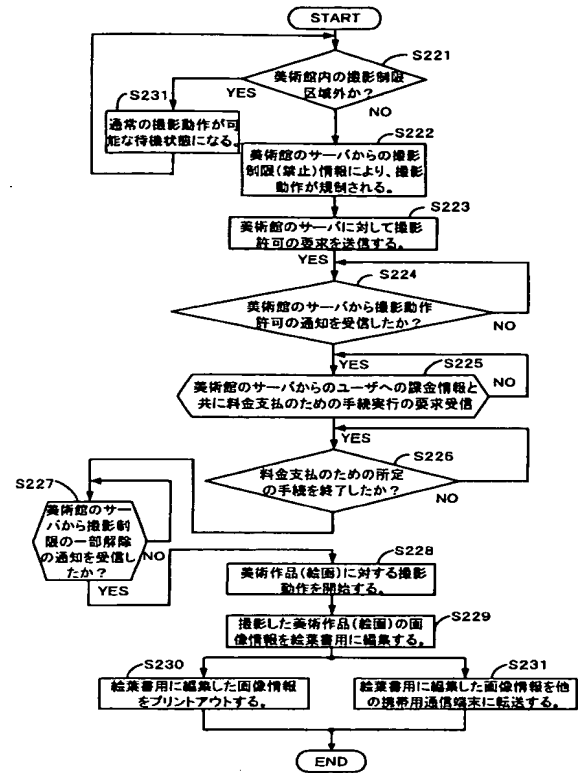 START
S221
美術館内の撮影制限
区域外か？
YES
NO
S231
通常の撮影動作が可
能な待機状態になる。
S222
美術館のサーバからの撮影
制限(禁止)情報により、撮影
動作が規制される。
S223
美術館のサーバに対して撮影
許可の要求を送信する。
YES
S224
美術館のサーバから撮影動作
許可の通知を受信したか？
NO
YES
S225
美術館のサーバからのユーザへの課金情報と
共に料金支払のための手続実行の要求受信
NO
YES
S226
料金支払のための所定
の手続を終了したか？
NO
S227
美術館のサー
バから撮影制
限の一部解除
の通知を受信し
たか？
NO
YES
S228
美術作品(絵画)に対する撮影
動作を開始する。
S229
撮影した美術作品(絵画)の画
像情報を絵葉書用に編集する。
S230
絵葉書用に編集した画像情報
をプリントアウトする。
S231
絵葉書用に編集した画像情報を他
の携帯用通信端末に転送する。
END